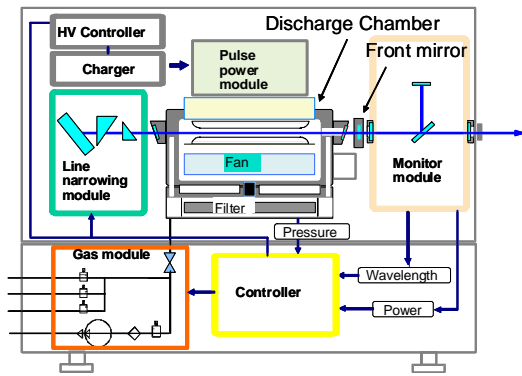 HV Controller
Charger
Pulse
power
module
Discharge Chamber
Front mirror
Line
narrowing
module
Fan
Filter
Monitor
module
Pressure
Gas module
Controller
Wavelength
Power